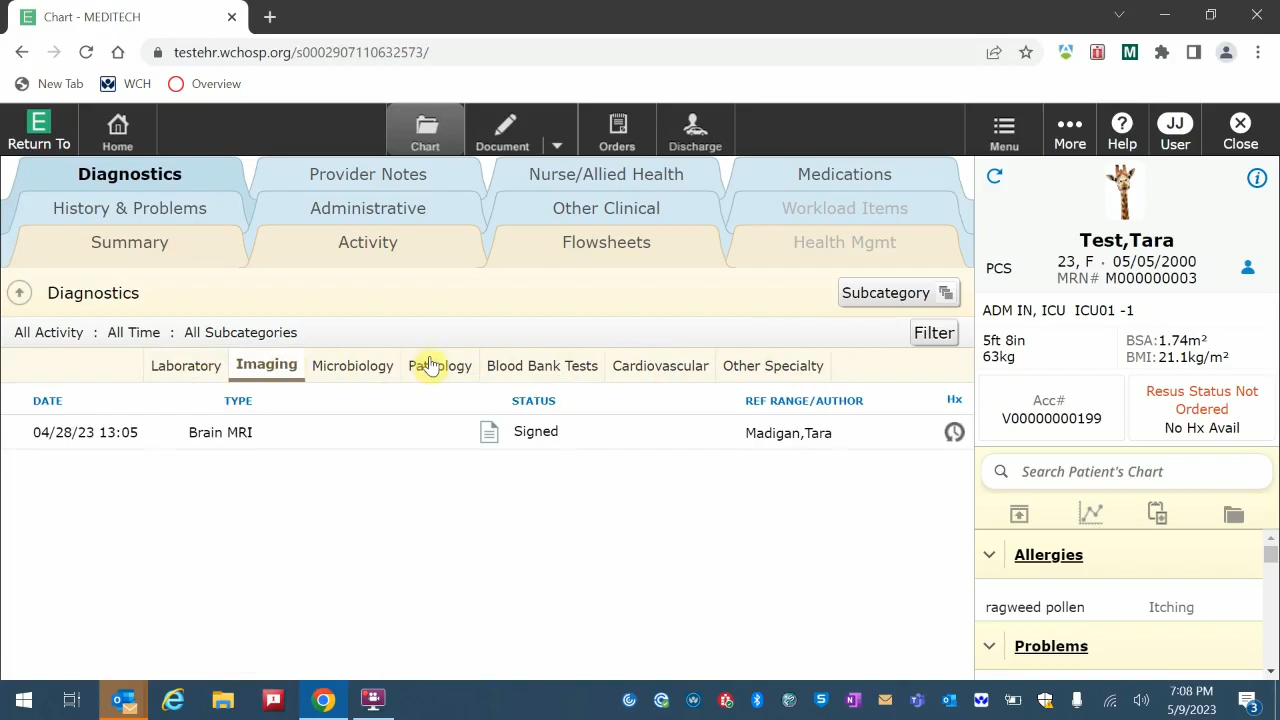 Chart - MEDITECH
testehr.wchosp.org/s0002907110632573/
New Tab WCH Overview
Return To Home Chart Document Orders Discharge Menu More Help JJ User Close
Diagnostics Provider Notes Nurse/Allied Health Medications
History & Problems Administrative Other Clinical Workload Items
Summary Activity Flowsheets Health Mgmt
Diagnostics Subcategory
All Activity : All Time : All Subcategories Filter
Laboratory Imaging Microbiology Pathology Blood Bank Tests Cardiovascular Other Specialty
DATE TYPE STATUS REF RANGE/AUTHOR Hx
04/28/23 13:05 Brain MRI Signed Madigan,Tara
Test,Tara
PCS 23, F · 05/05/2000
MRN# M000000003
ADM IN, ICU ICU01 -1
5ft 8in BSA: 1.74m²
63kg BMI: 21.1kg/m²
Acc#
V00000000199
Resus Status Not
Ordered
No Hx Avail
Search Patient's Chart
Allergies
ragweed pollen Itching
Problems
7:08 PM
5/9/2023
3